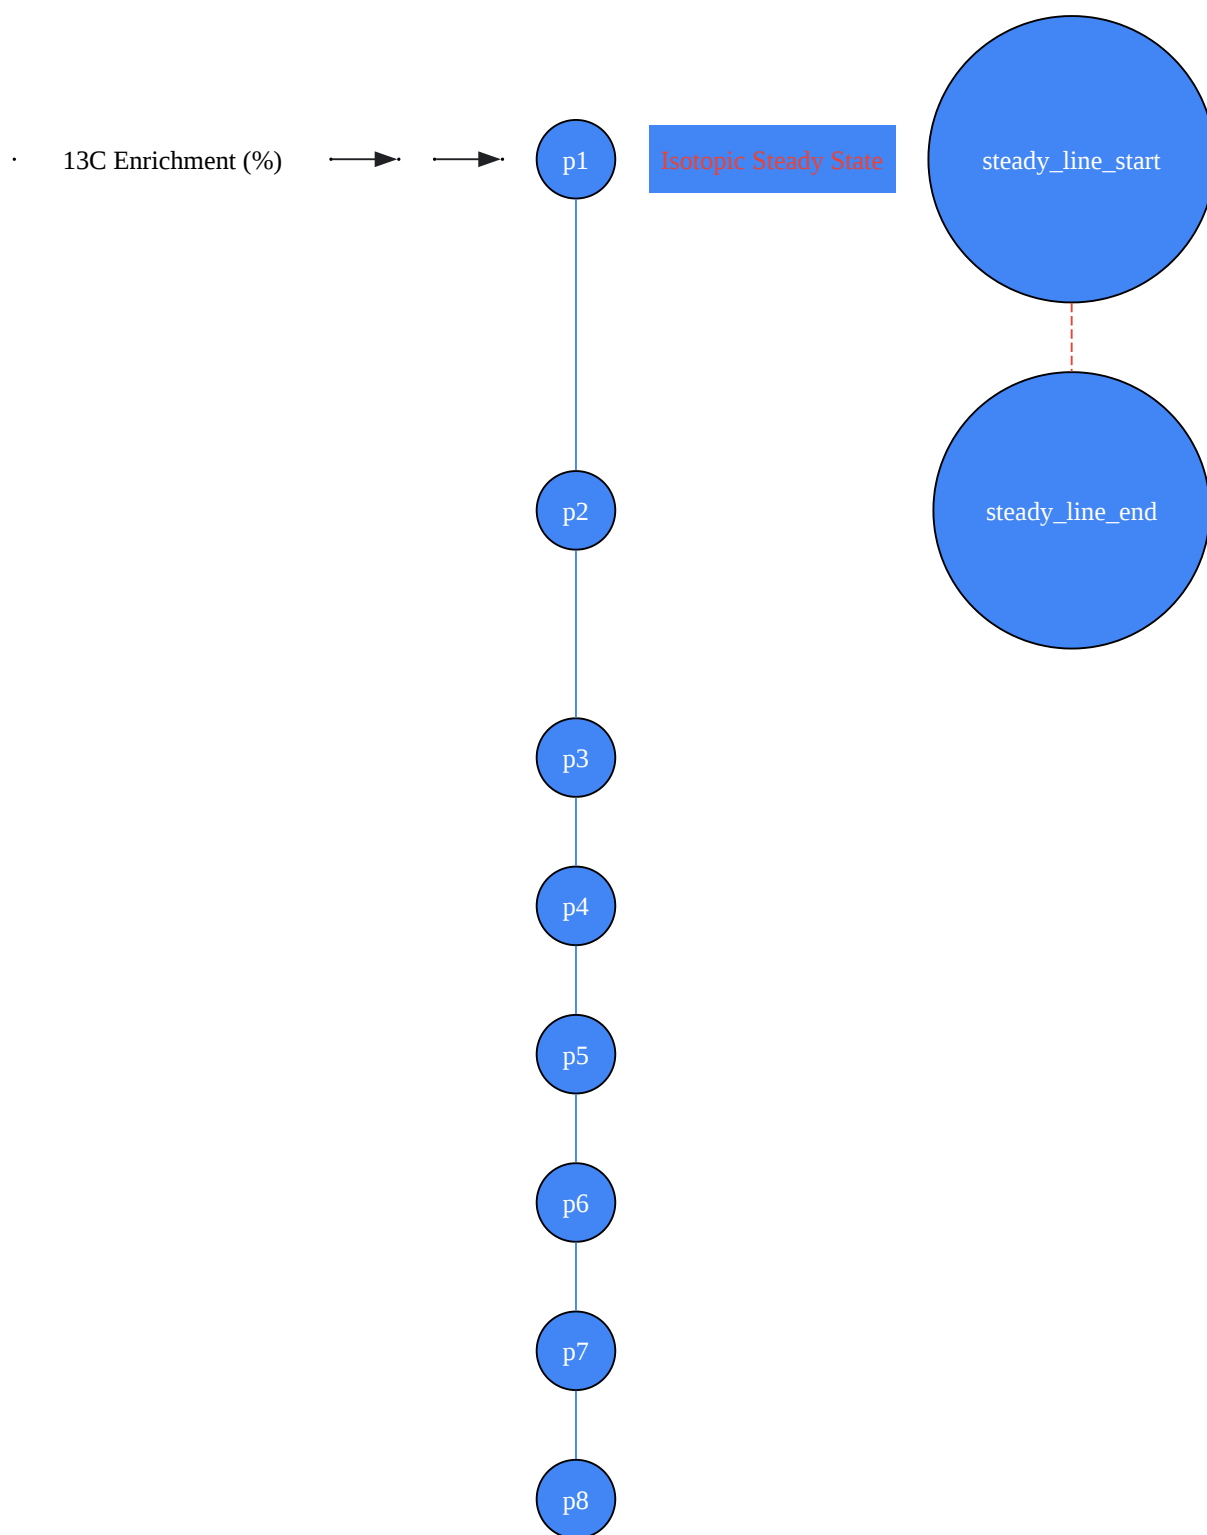 13C Enrichment (%)
p1
Isotopic Steady State
steady_line_start
p2
steady_line_end
p3
p4
p5
p6
p7
p8